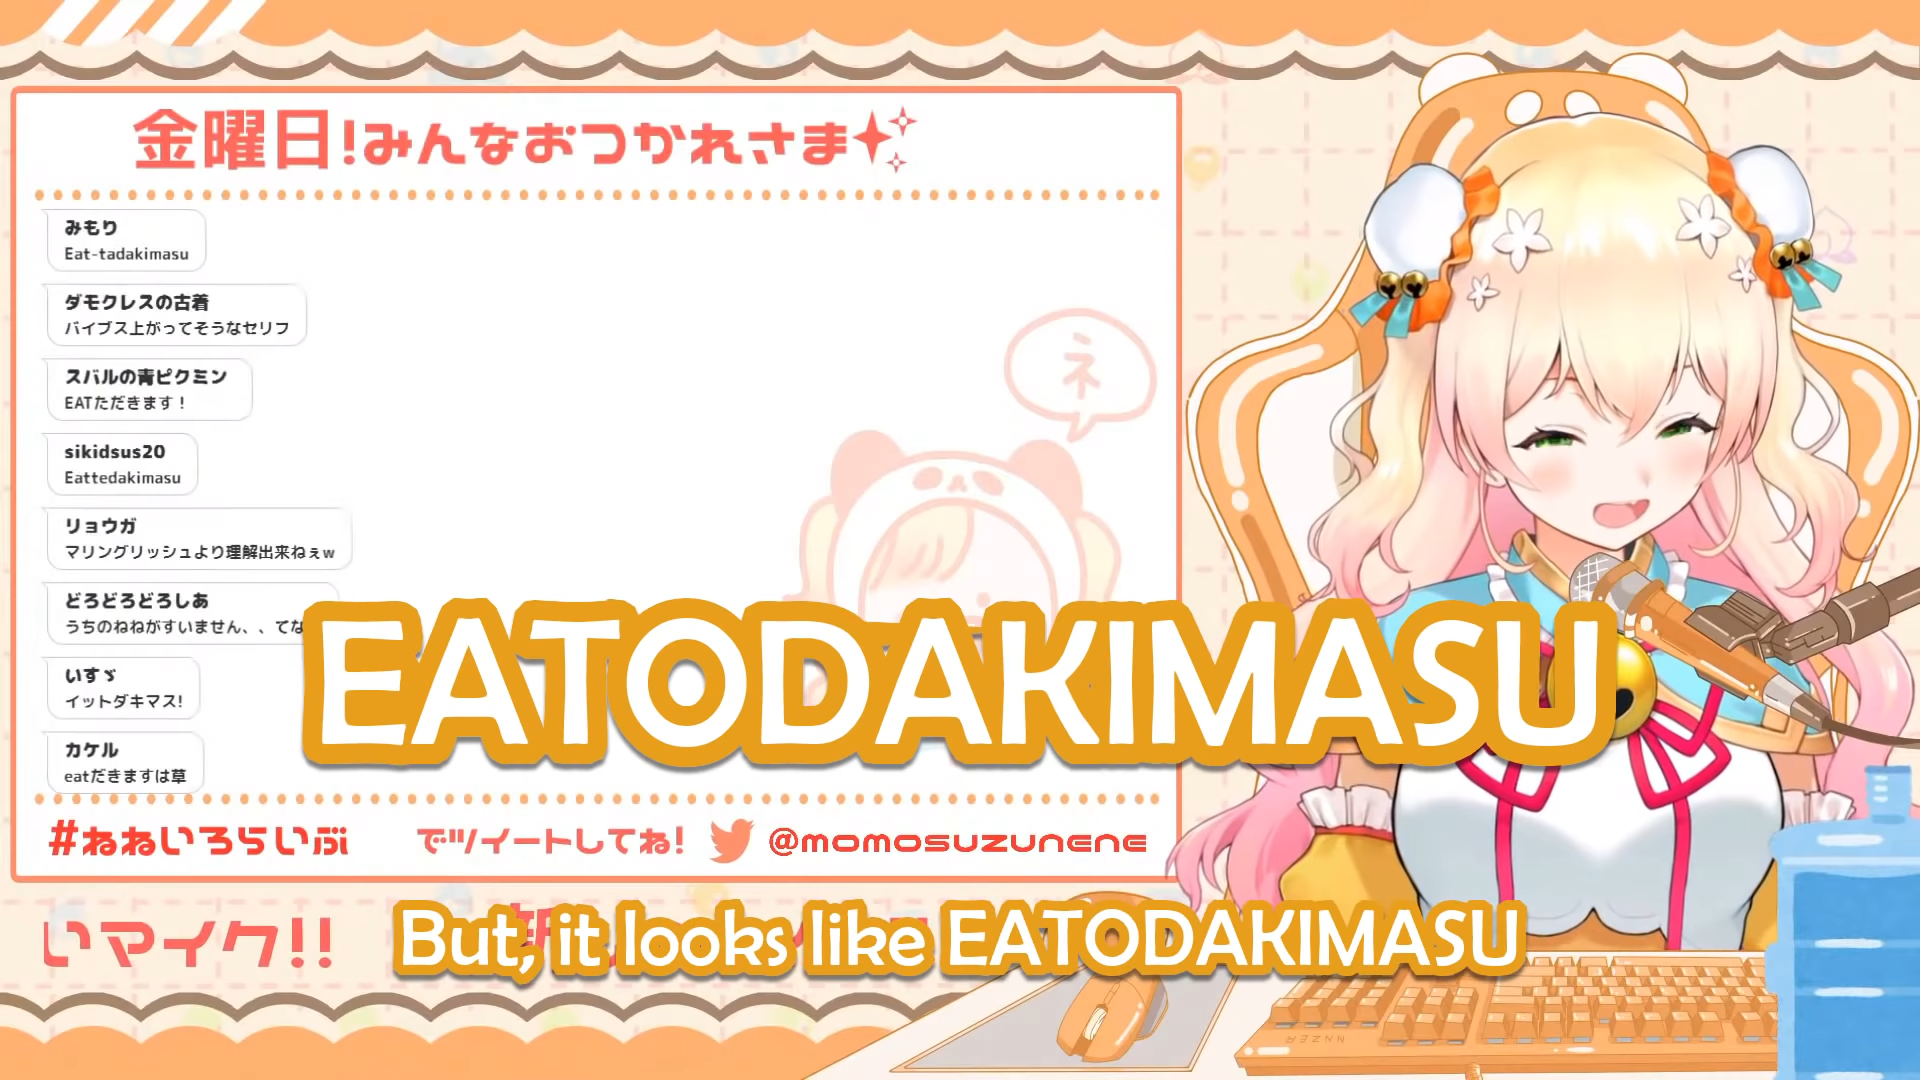 金曜日!みんなおつかれさま
みもり
Eat-tadakimasu
ダモクレスの古着
バイブス上がってそうなセリフ
スバルの青ピクミン
EATただきます！
sikidsus20
Eattedakimasu
リョウガ
マリングリッシュより理解出来ねぇw
どろどろどろしあ
うちのねねがすいません、、てな
いすゞ
イットダキマス!
カケル
eatだきますは草
ネ
EATODAKIMASU
#ねねいろらいぶ でツイートしてね! @momosuzunene
いマイク!!
But, it looks like EATODAKIMASU